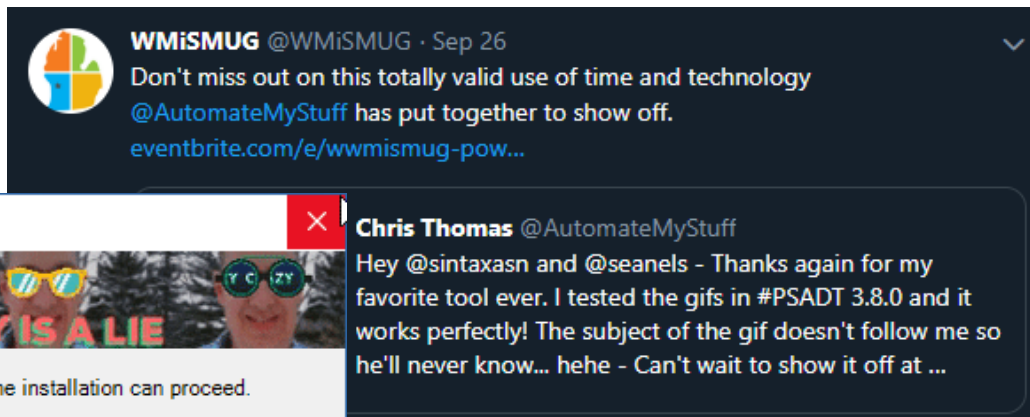 WMiSMUG @WMiSMUG · Sep 26
Don't miss out on this totally valid use of time and technology
@AutomateMyStuff has put together to show off.
eventbrite.com/e/wwmismug-pow...
Chris Thomas @AutomateMyStuff
Hey @sintaxasn and @seanels - Thanks again for my
favorite tool ever. I tested the gifs in #PSADT 3.8.0 and it
works perfectly! The subject of the gif doesn't follow me so
he'll never know... hehe - Can't wait to show it off at ...
IS A LIE
installation can proceed.